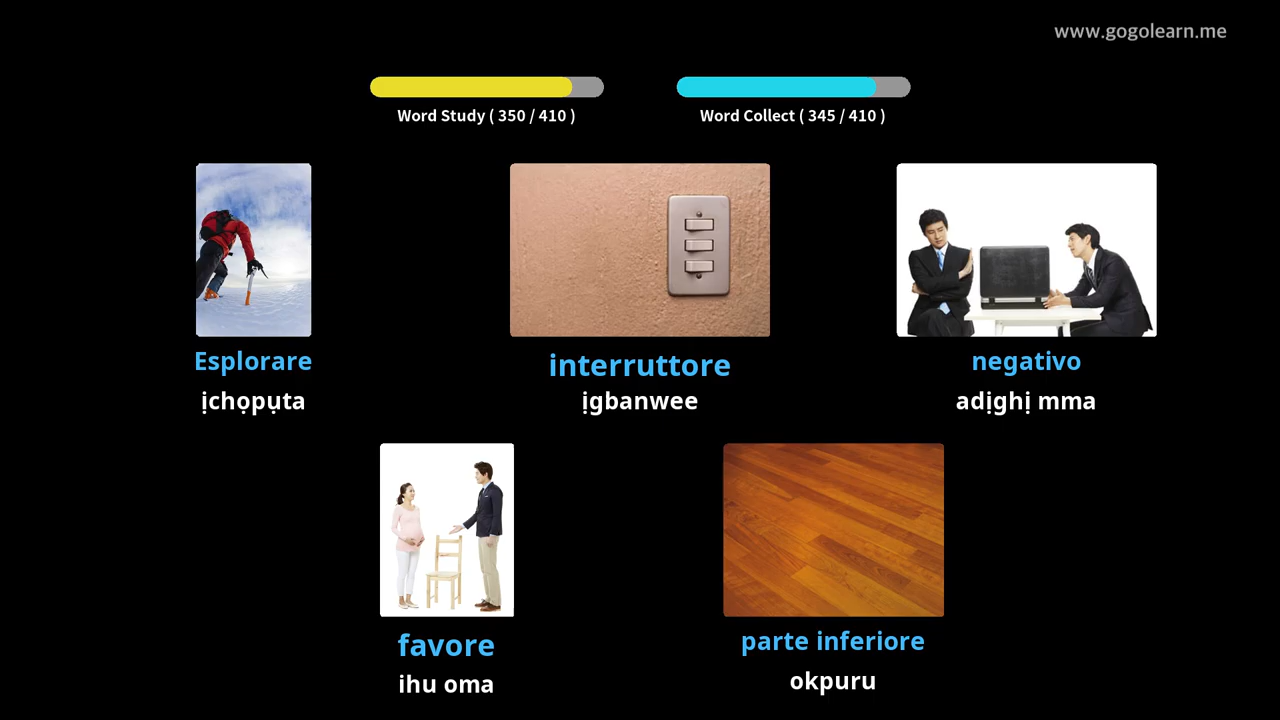 www.gogolearn.me
Word Study ( 350 / 410 )
Word Collect ( 345 / 410 )
Esplorare
ịchọpụta
interruttore
ịgbanwee
negativo
adịghị mma
favore
ihu oma
parte inferiore
okpuru